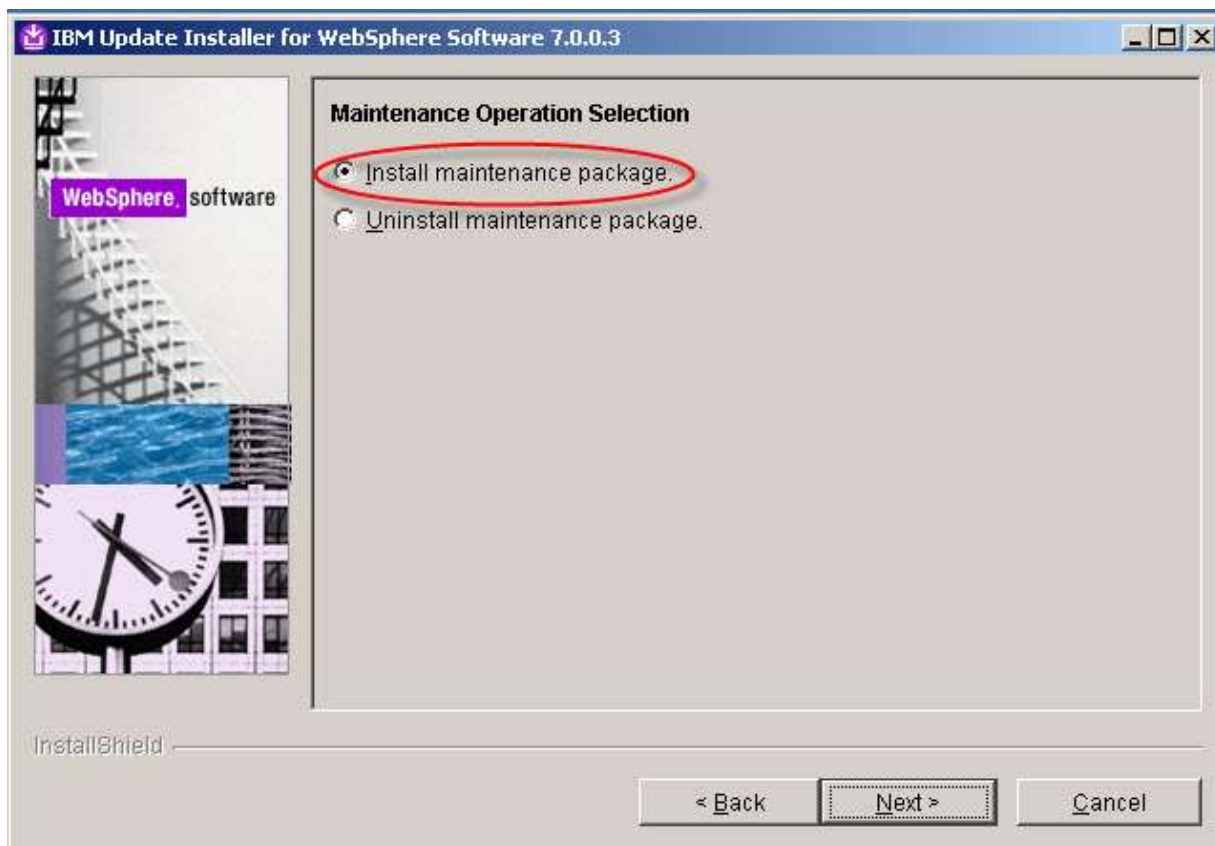 IBM Update Installer for WebSphere Software 7.0.0.3
Maintenance Operation Selection
Install maintenance package.
Uninstall maintenance package.
WebSphere. software
InstallShield
< Back
Next >
Cancel